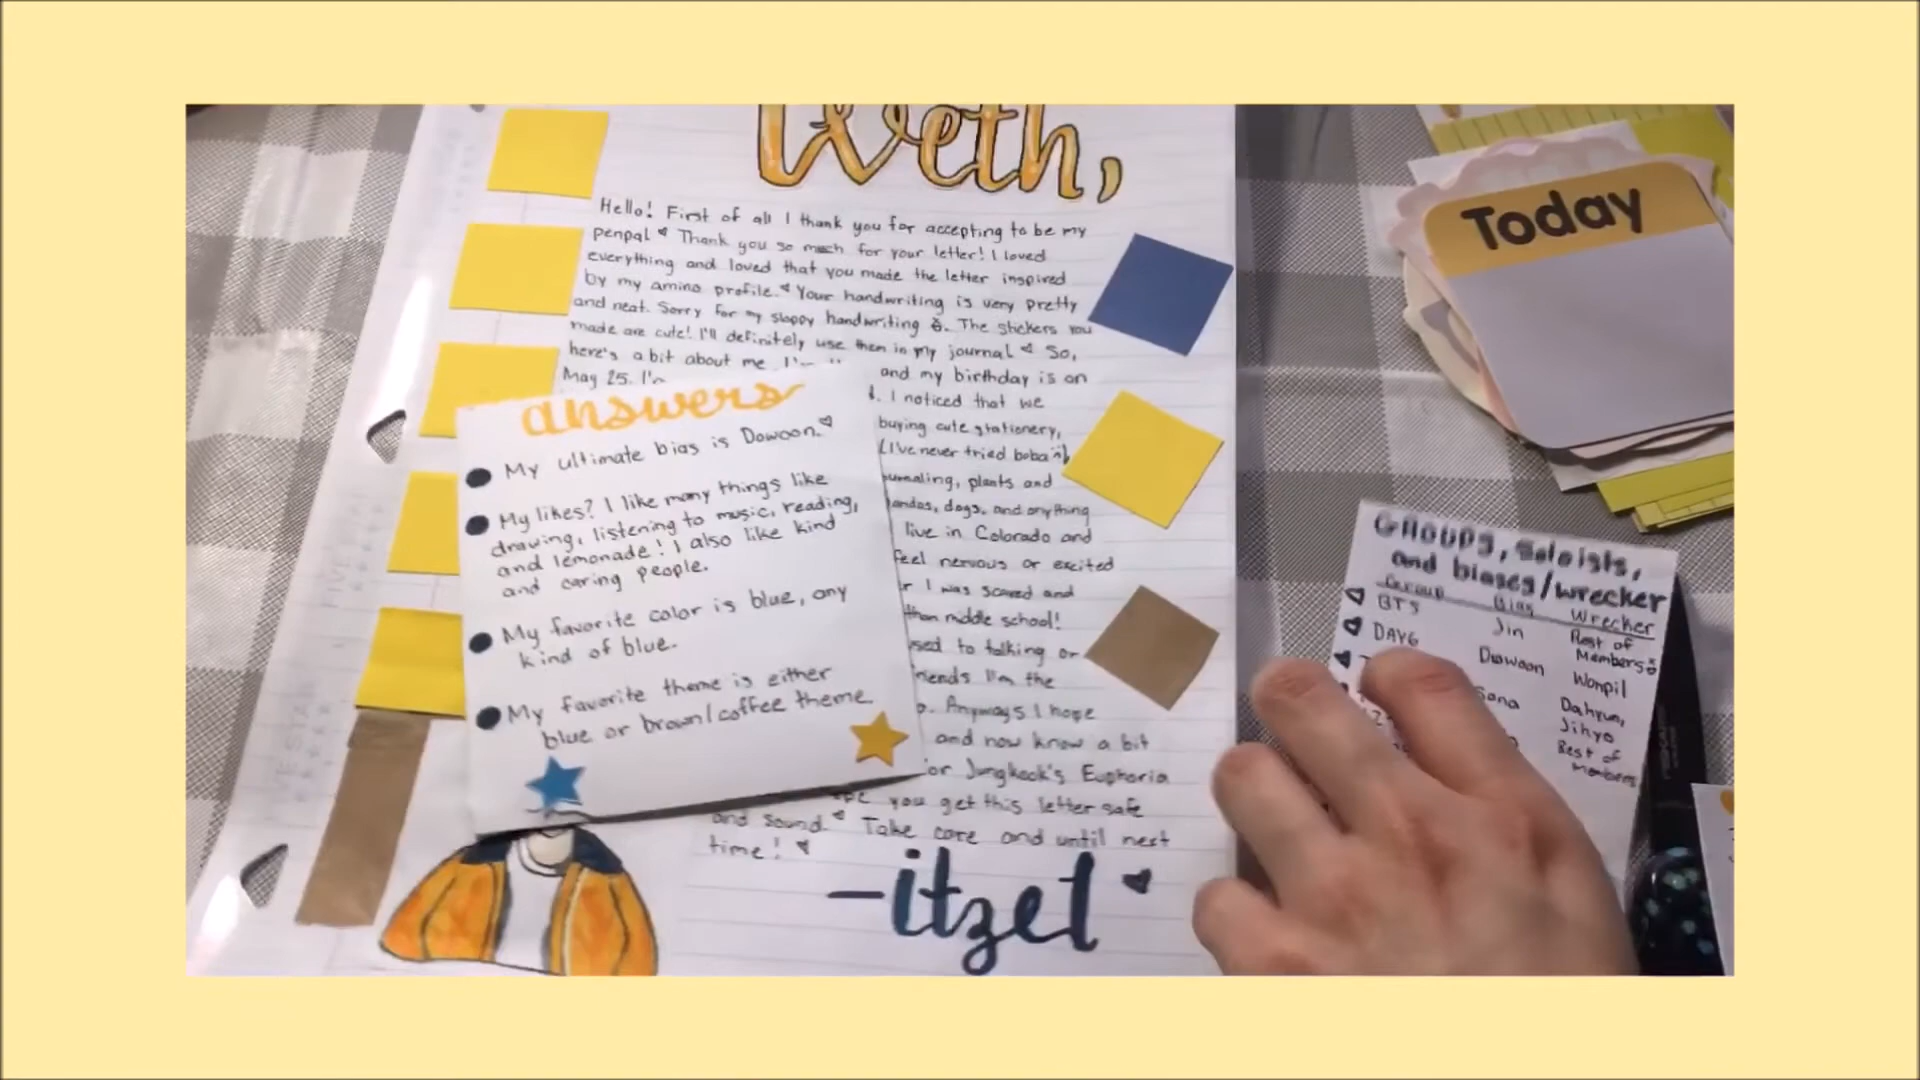 Weth,
Hello! First of all I thank you for accepting to be my
penpal Thank you so much for your letter! I loved
everything and loved that you made the letter inspired
by my amino profile. Your handwriting is very pretty
and neat. Sorry for my sloppy handwriting. The stickers you
made are cute! I'll definitely use them in my journal So,
here's a bit about me. I'm
and my birthday is on
May 25. I'm
I noticed that we
buying cute stationery,
(I've never tried boba
plants and
dogs, and anything
live in Colorado and
feel nervous or excited
I was scared and
than middle school!
to talking or
I'm the
Anyways I hope
and now know a bit
Jungkook's Euphoria
you get this letter safe
and sound. Take care and until next
time!
-itzel
answers
My ultimate bias is Dowoon.
My likes? I like many things like
drawing, listening to music, reading,
and lemonade! I also like kind
and caring people.
My favorite color is blue, any
kind of blue.
My favorite theme is either
blue or brown/coffee theme.
Today
Groups, soloists,
and biases/wrecker
Group Bias Wrecker
BTS Jin Rest of
Members
DAY6 Dowoon Wonpil
Sana Dahyun,
Jihyo
Rest of
members